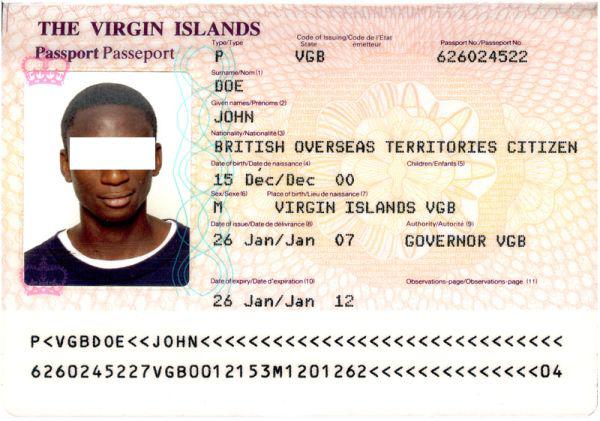 THE VIRGIN ISLANDS
Passport Passeport
Type/Type Code of Issuing/Code de l'Etat Passport No./Passeport No.
State émetteur
P VGB 626024522
Surname/Nom (1)
DOE
Given names/Prénoms (2)
JOHN
Nationality/Nationalité (3)
BRITISH OVERSEAS TERRITORIES CITIZEN
Date of birth/Date de naissance (4) Children/Enfants (5)
15 Déc/Dec 00
Sex/Sexe (6) Place of birth/Lieu de naissance (7)
M VIRGIN ISLANDS VGB
Date of issue/Date de délivrance (8) Authority/Autorité (9)
26 Jan/Jan 07 GOVERNOR VGB
Date of expiry/Date d'expiration (10) Observations-page/Observations-page (11)
26 Jan/Jan 12
P<VGBDOE<<JOHN<<<<<<<<<<<<<<<<<<<<<<<<<<<<<<
6260245227VGB0012153M1201262<<<<<<<<<<<<<<04